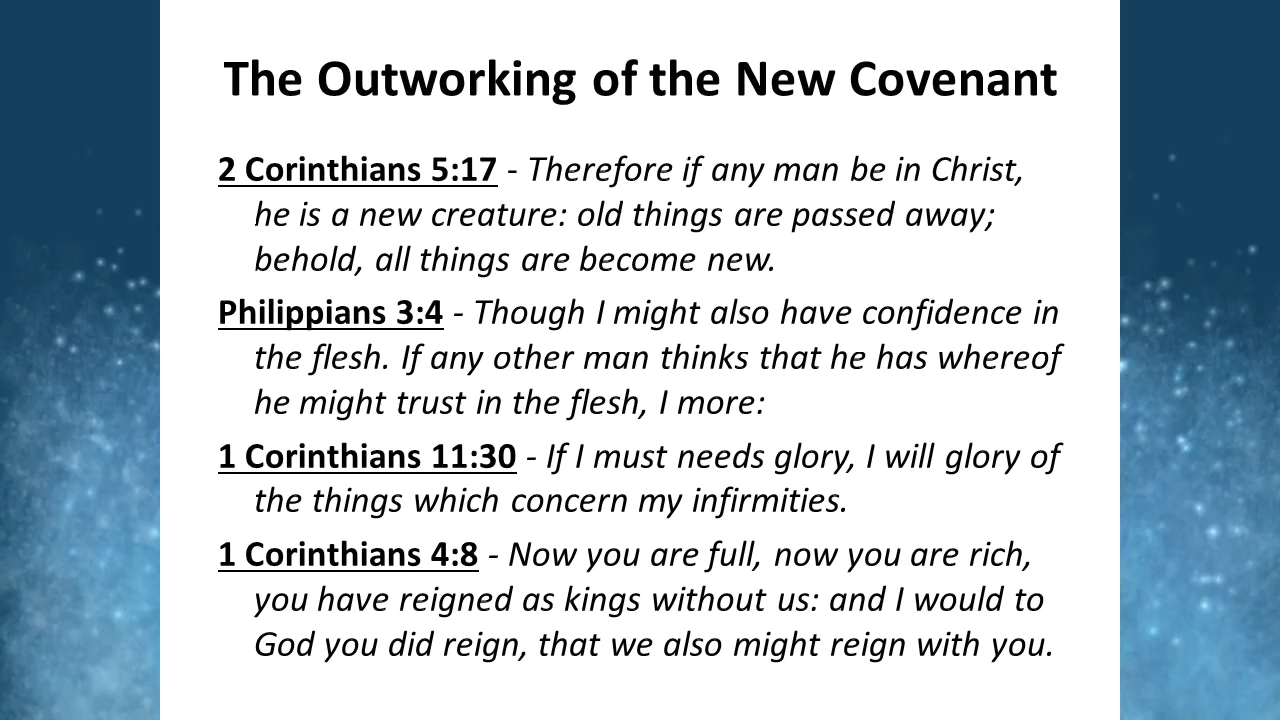 The Outworking of the New Covenant
2 Corinthians 5:17 - Therefore if any man be in Christ,
he is a new creature: old things are passed away;
behold, all things are become new.
Philippians 3:4 - Though I might also have confidence in
the flesh. If any other man thinks that he has whereof
he might trust in the flesh, I more:
1 Corinthians 11:30 - If I must needs glory, I will glory of
the things which concern my infirmities.
1 Corinthians 4:8 - Now you are full, now you are rich,
you have reigned as kings without us: and I would to
God you did reign, that we also might reign with you.